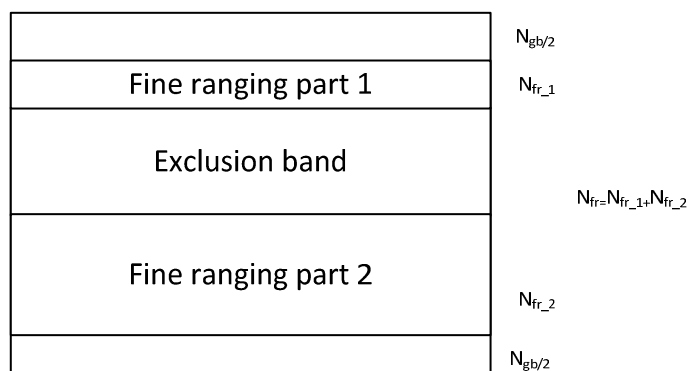 N_gb/2
Fine ranging part 1 N_fr_1
Exclusion band
N_fr=N_fr_1+N_fr_2
Fine ranging part 2
N_fr_2
N_gb/2